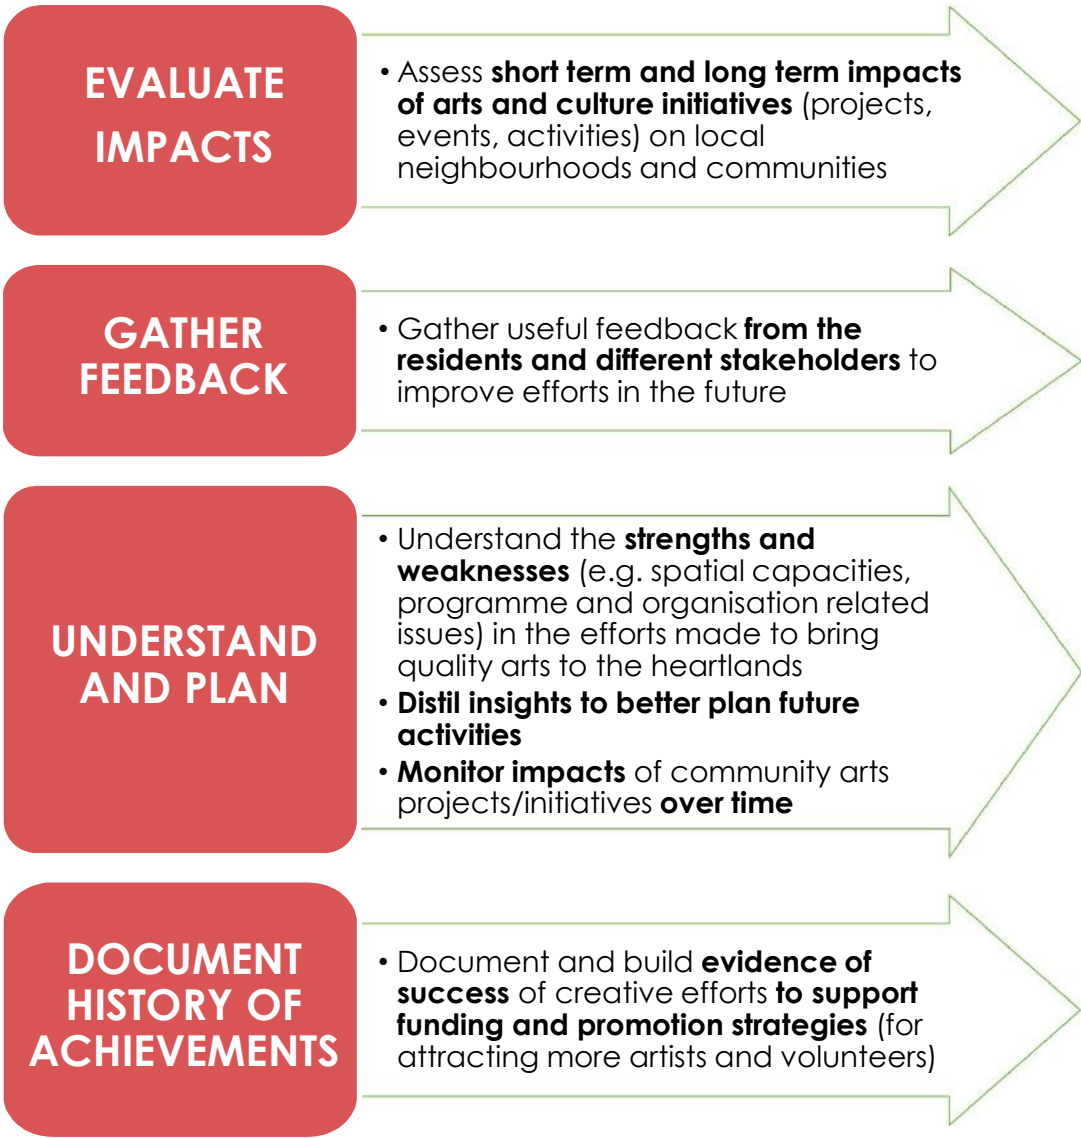 EVALUATE
IMPACTS
• Assess short term and long term impacts
of arts and culture initiatives (projects,
events, activities) on local
neighbourhoods and communities
GATHER
FEEDBACK
• Gather useful feedback from the
residents and different stakeholders to
improve efforts in the future
UNDERSTAND
AND PLAN
• Understand the strengths and
weaknesses (e.g. spatial capacities,
programme and organisation related
issues) in the efforts made to bring
quality arts to the heartlands
• Distil insights to better plan future
activities
• Monitor impacts of community arts
projects/initiatives over time
DOCUMENT
HISTORY OF
ACHIEVEMENTS
• Document and build evidence of
success of creative efforts to support
funding and promotion strategies (for
attracting more artists and volunteers)